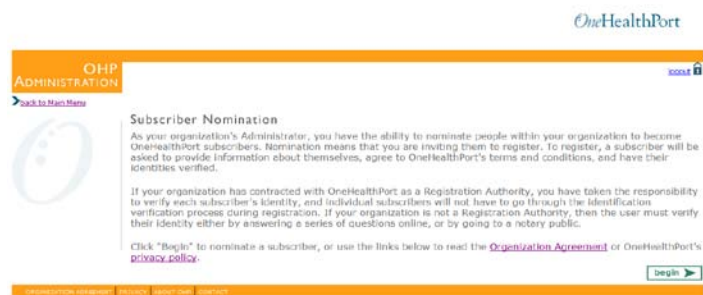 OneHealthPort
OHP
ADMINISTRATION
logout
back to Main Menu
Subscriber Nomination
As your organization's Administrator, you have the ability to nominate people within your organization to become
OneHealthPort subscribers. Nomination means that you are inviting them to register. To register, a subscriber will be
asked to provide information about themselves, agree to OneHealthPort's terms and conditions, and have their
identities verified.
If your organization has contracted with OneHealthPort as a Registration Authority, you have taken the responsibility
to verify each subscriber's identity, and individual subscribers will not have to go through the identification
verification process during registration. If your organization is not a Registration Authority, then the user must verify
their identity either by answering a series of questions online, or by going to a notary public.
Click "Begin" to nominate a subscriber, or use the links below to read the Organization Agreement or OneHealthPort's
privacy policy.
begin
ORGANIZATION AGREEMENT PRIVACY ABOUT OHP CONTACT